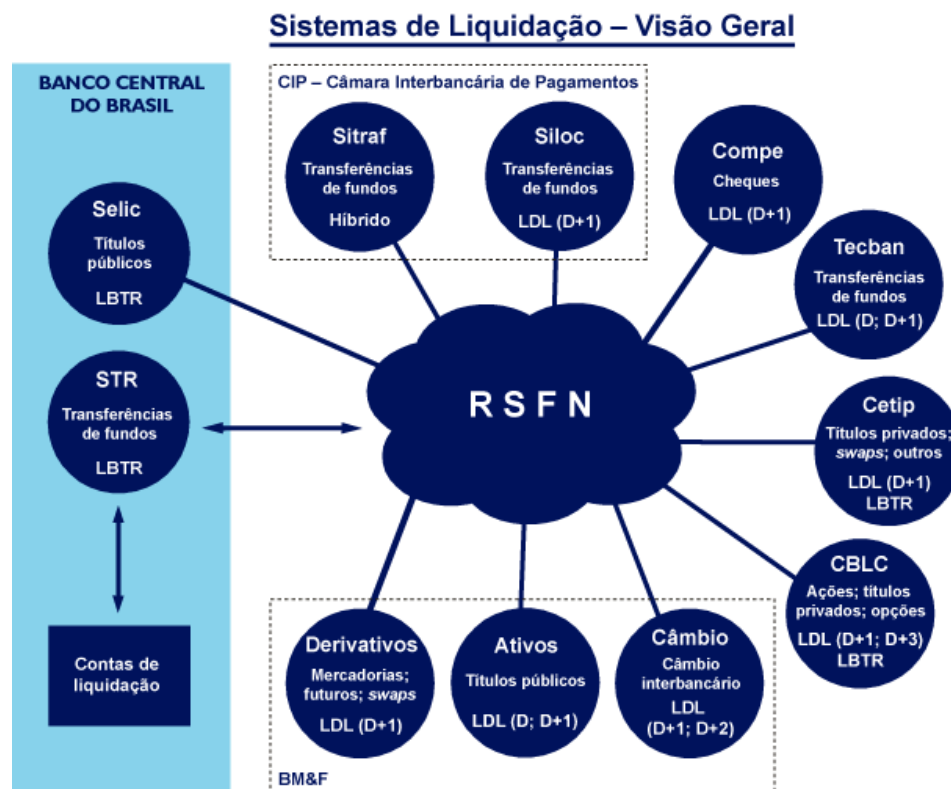 Sistemas de Liquidação – Visão Geral
BANCO CENTRAL
DO BRASIL
Selic
Títulos
públicos
LBTR
STR
Transferências
de fundos
LBTR
Contas de
liquidação
CIP – Câmara Interbancária de Pagamentos
Sitraf
Transferências
de fundos
Híbrido
Siloc
Transferências
de fundos
LDL (D+1)
Compe
Cheques
LDL (D+1)
Tecban
Transferências
de fundos
LDL (D; D+1)
R S F N
Cetip
Títulos privados;
swaps; outros
LDL (D+1)
LBTR
CBLC
Ações; títulos
privados; opções
LDL (D+1; D+3)
LBTR
Derivativos
Mercadorias;
futuros; swaps
LDL (D+1)
Ativos
Títulos públicos
LDL (D; D+1)
Câmbio
Câmbio
interbancário
LDL
(D+1; D+2)
BM&F